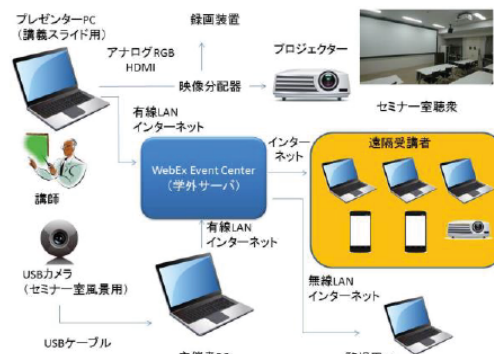 プレゼンターPC
（講義スライド用）
録画装置
アナログRGB
HDMI
プロジェクター
映像分配器
セミナー室聴衆
有線LAN
インターネット
講師
WebEx Event Center
（学外サーバ）
インター
ネット
遠隔受講者
有線LAN
インターネット
USBカメラ
（セミナー室風景用）
無線LAN
インターネット
USBケーブル